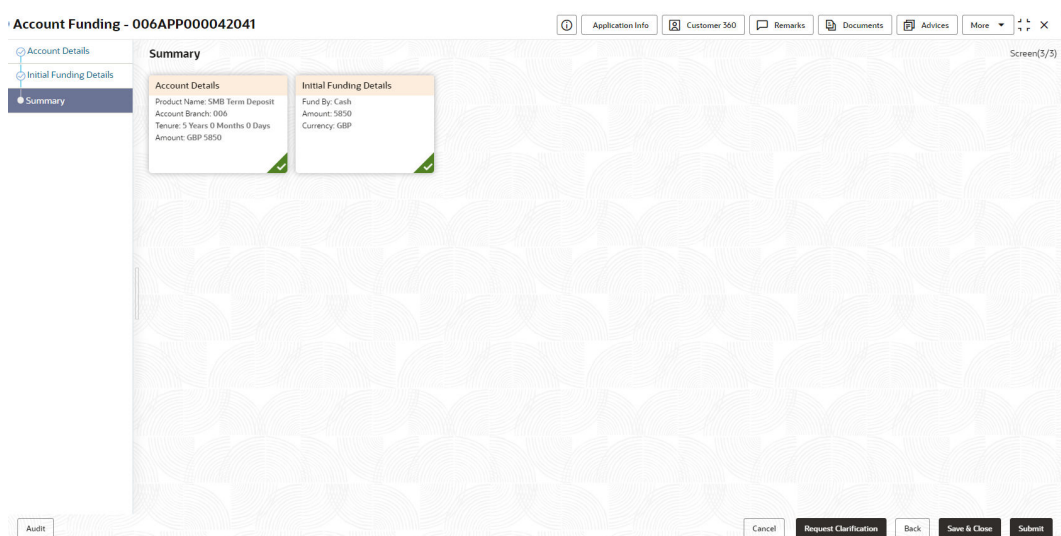 Account Funding - 006APP000042041
Application Info
Customer 360
Remarks
Documents
Advices
More
Account Details
Initial Funding Details
Summary
Summary
Screen(3/3)
Account Details
Product Name: SMB Term Deposit
Account Branch: 006
Tenure: 5 Years 0 Months 0 Days
Amount: GBP 5850
Initial Funding Details
Fund By: Cash
Amount: 5850
Currency: GBP
Audit
Cancel
Request Clarification
Back
Save & Close
Submit